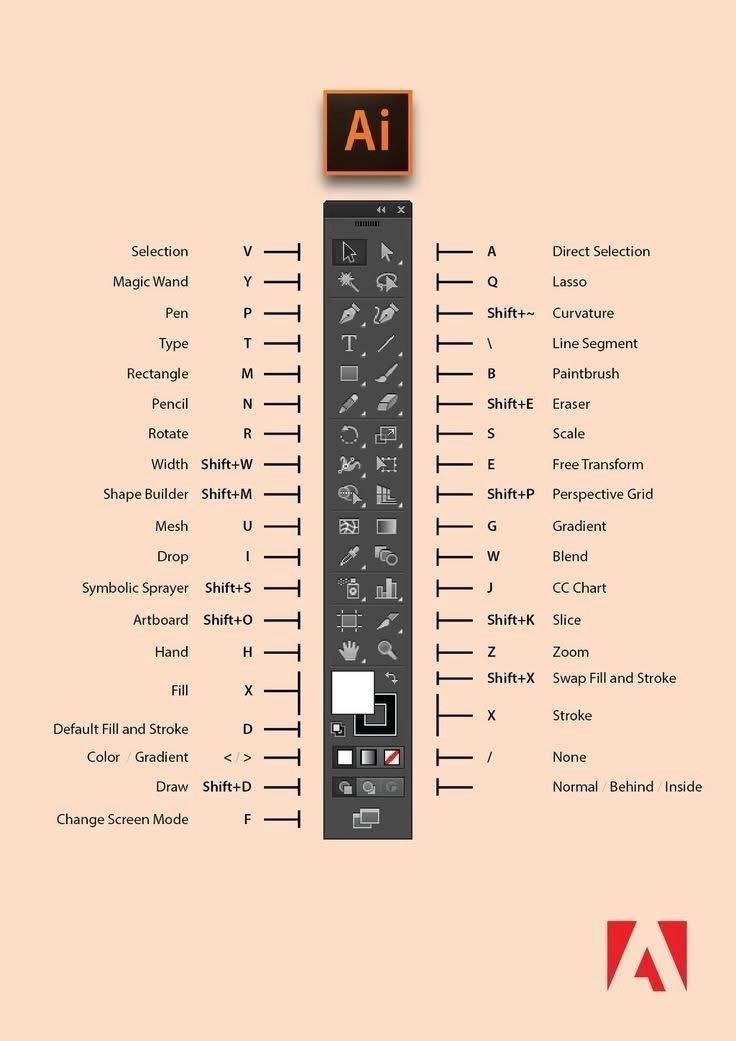 Ai
Selection V A Direct Selection
Magic Wand Y Q Lasso
Pen P Shift+~ Curvature
Type T \ Line Segment
Rectangle M B Paintbrush
Pencil N Shift+E Eraser
Rotate R S Scale
Width Shift+W E Free Transform
Shape Builder Shift+M Shift+P Perspective Grid
Mesh U G Gradient
Drop I W Blend
Symbolic Sprayer Shift+S J CC Chart
Artboard Shift+O Shift+K Slice
Hand H Z Zoom
Shift+X Swap Fill and Stroke
Fill X
X Stroke
Default Fill and Stroke D
Color / Gradient < / > / None
Draw Shift+D Normal / Behind / Inside
Change Screen Mode F